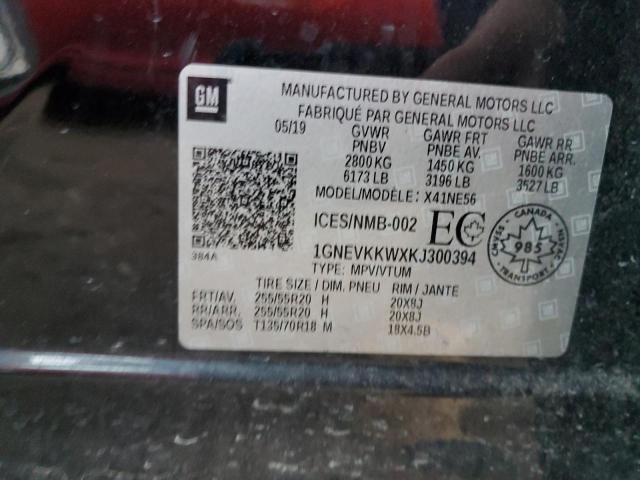 GM
MANUFACTURED BY GENERAL MOTORS LLC
FABRIQUÉ PAR GENERAL MOTORS LLC
05/19 GVWR GAWR FRT GAWR RR
PNBV PNBE AV. PNBE ARR.
2800 KG 1450 KG 1600 KG
6173 LB 3196 LB 3527 LB
MODEL/MODÈLE: X41NE56
ICES/NMB-002 EC
CANADA
CMVSS 985 NSVAC
TRANSPORT
384A
1GNEVKKWXKJ300394
TYPE: MPV/VTUM
TIRE SIZE / DIM. PNEU RIM / JANTE
FRT/AV. 255/55R20 H 20X8J
RR/ARR. 255/55R20 H 20X8J
SPA/SOS T135/70R18 M 18X4.5B